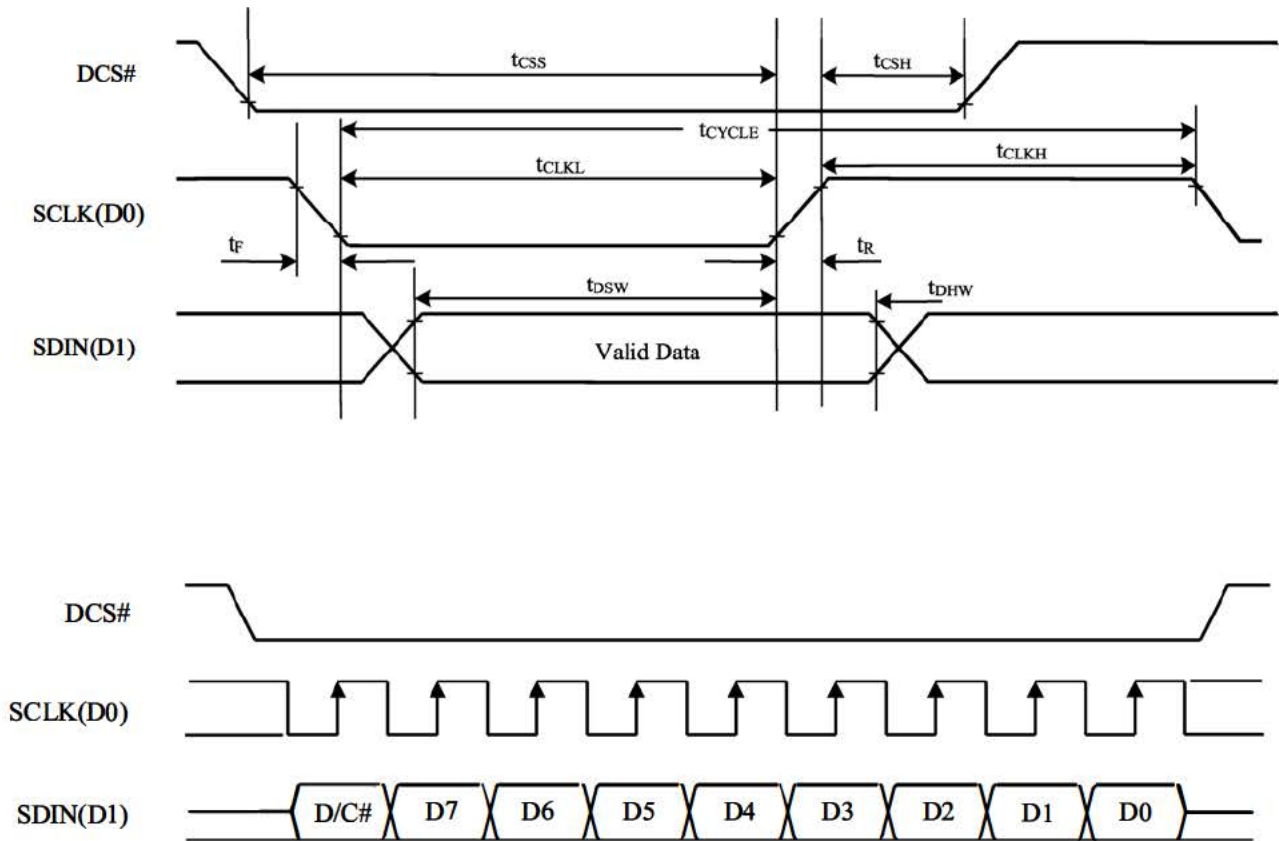 DCS#
tCSS
tCSH
tCYCLE
tCLKL
tCLKH
SCLK(D0)
tF
tR
tDSW
tDHW
SDIN(D1)
Valid Data
DCS#
SCLK(D0)
SDIN(D1)
D/C# D7 D6 D5 D4 D3 D2 D1 D0